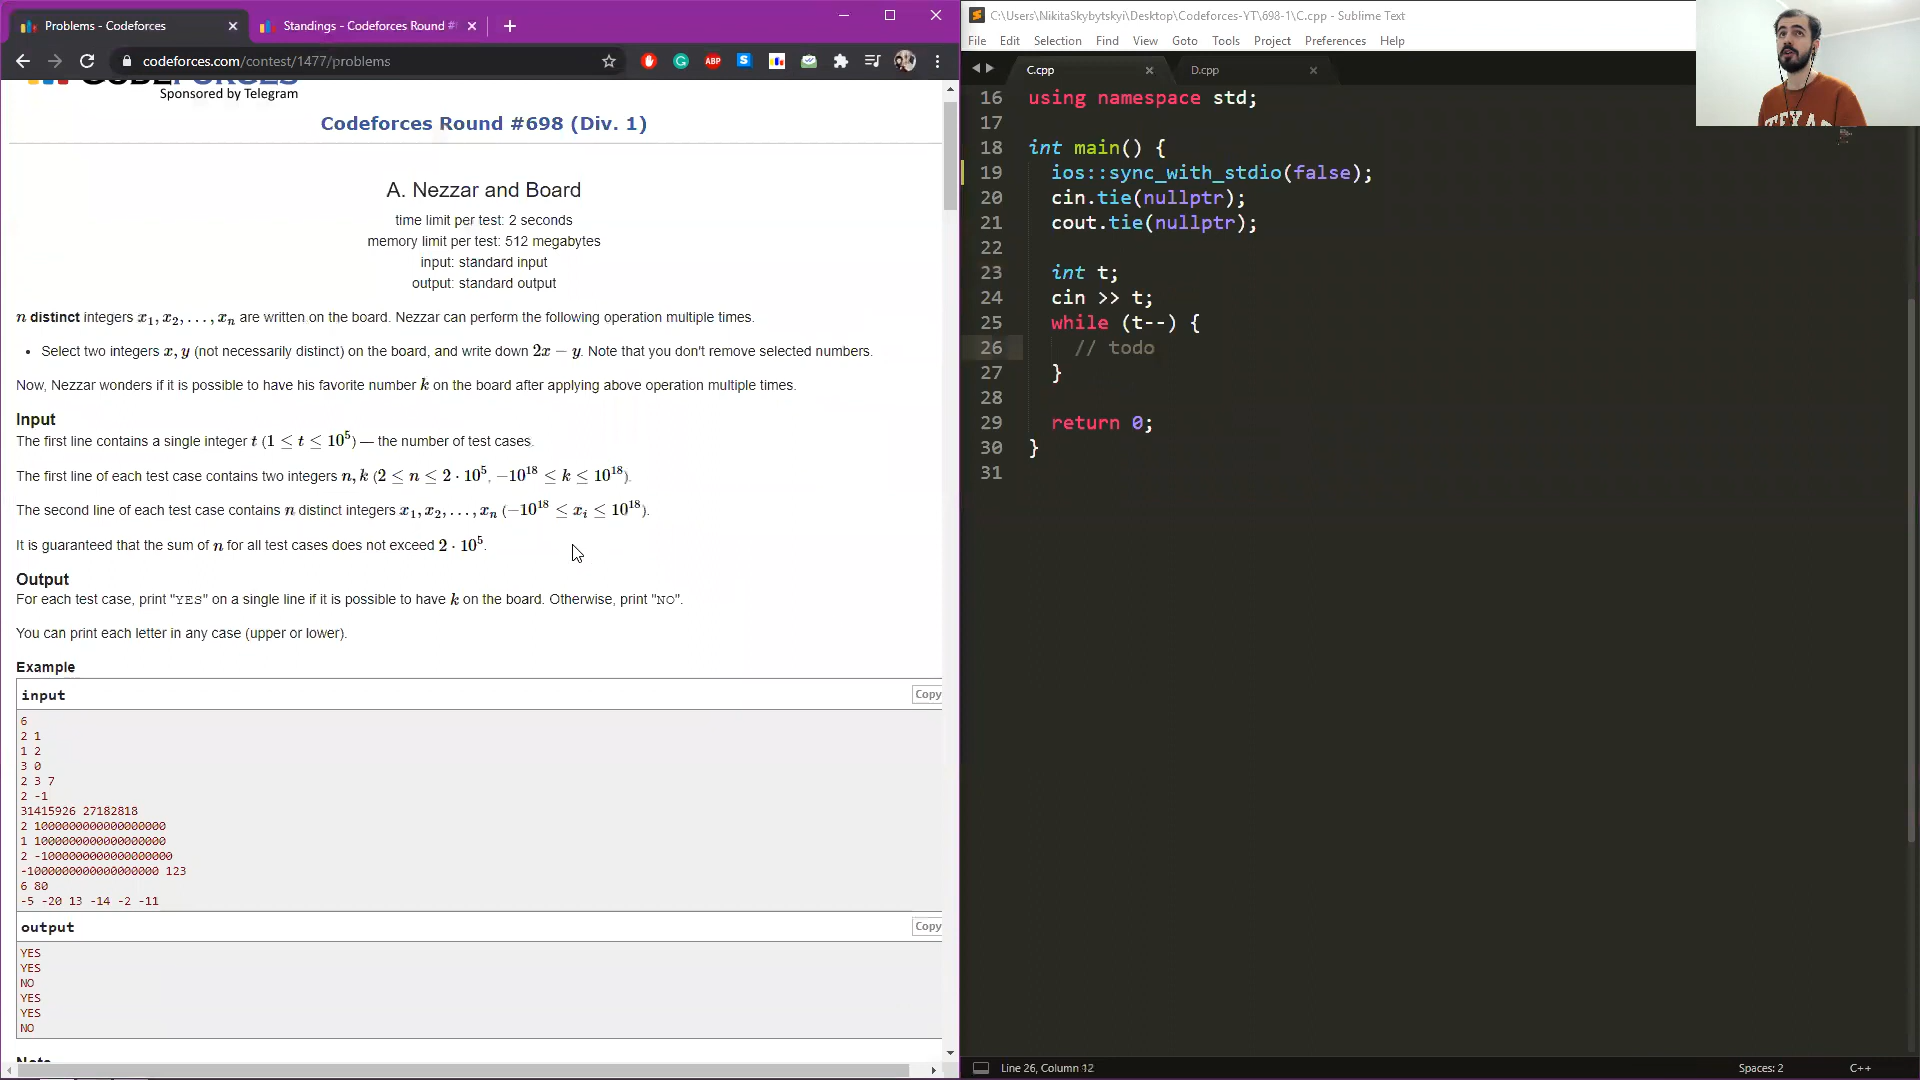 Problems - Codeforces
Standings - Codeforces Round #
codeforces.com/contest/1477/problems
ABP
Sponsored by Telegram
Codeforces Round #698 (Div. 1)
A. Nezzar and Board
time limit per test: 2 seconds
memory limit per test: 512 megabytes
input: standard input
output: standard output
n distinct integers x₁, x₂, …, xₙ are written on the board. Nezzar can perform the following operation multiple times.
• Select two integers x, y (not necessarily distinct) on the board, and write down 2x − y. Note that you don't remove selected numbers.
Now, Nezzar wonders if it is possible to have his favorite number k on the board after applying above operation multiple times.
Input
The first line contains a single integer t (1 ≤ t ≤ 10⁵) — the number of test cases.
The first line of each test case contains two integers n, k (2 ≤ n ≤ 2 · 10⁵, −10¹⁸ ≤ k ≤ 10¹⁸).
The second line of each test case contains n distinct integers x₁, x₂, …, xₙ (−10¹⁸ ≤ xᵢ ≤ 10¹⁸).
It is guaranteed that the sum of n for all test cases does not exceed 2 · 10⁵.
Output
For each test case, print "YES" on a single line if it is possible to have k on the board. Otherwise, print "NO".
You can print each letter in any case (upper or lower).
Example
input
Copy
6
2 1
1 2
3 0
2 3 7
2 -1
31415926 27182818
2 1000000000000000000
1 1000000000000000000
2 -1000000000000000000
-1000000000000000000 123
6 80
-5 -20 13 -14 -2 -11
output
Copy
YES
YES
NO
YES
YES
NO
C:\Users\NikitaSkybytskyi\Desktop\Codeforces-YT\698-1\C.cpp - Sublime Text
File Edit Selection Find View Goto Tools Project Preferences Help
C.cpp
D.cpp
16 using namespace std;
17
18 int main() {
19 ios::sync_with_stdio(false);
20 cin.tie(nullptr);
21 cout.tie(nullptr);
22
23 int t;
24 cin >> t;
25 while (t--) {
26 // todo
27 }
28
29 return 0;
30 }
31
Line 26, Column 12
Spaces: 2
C++